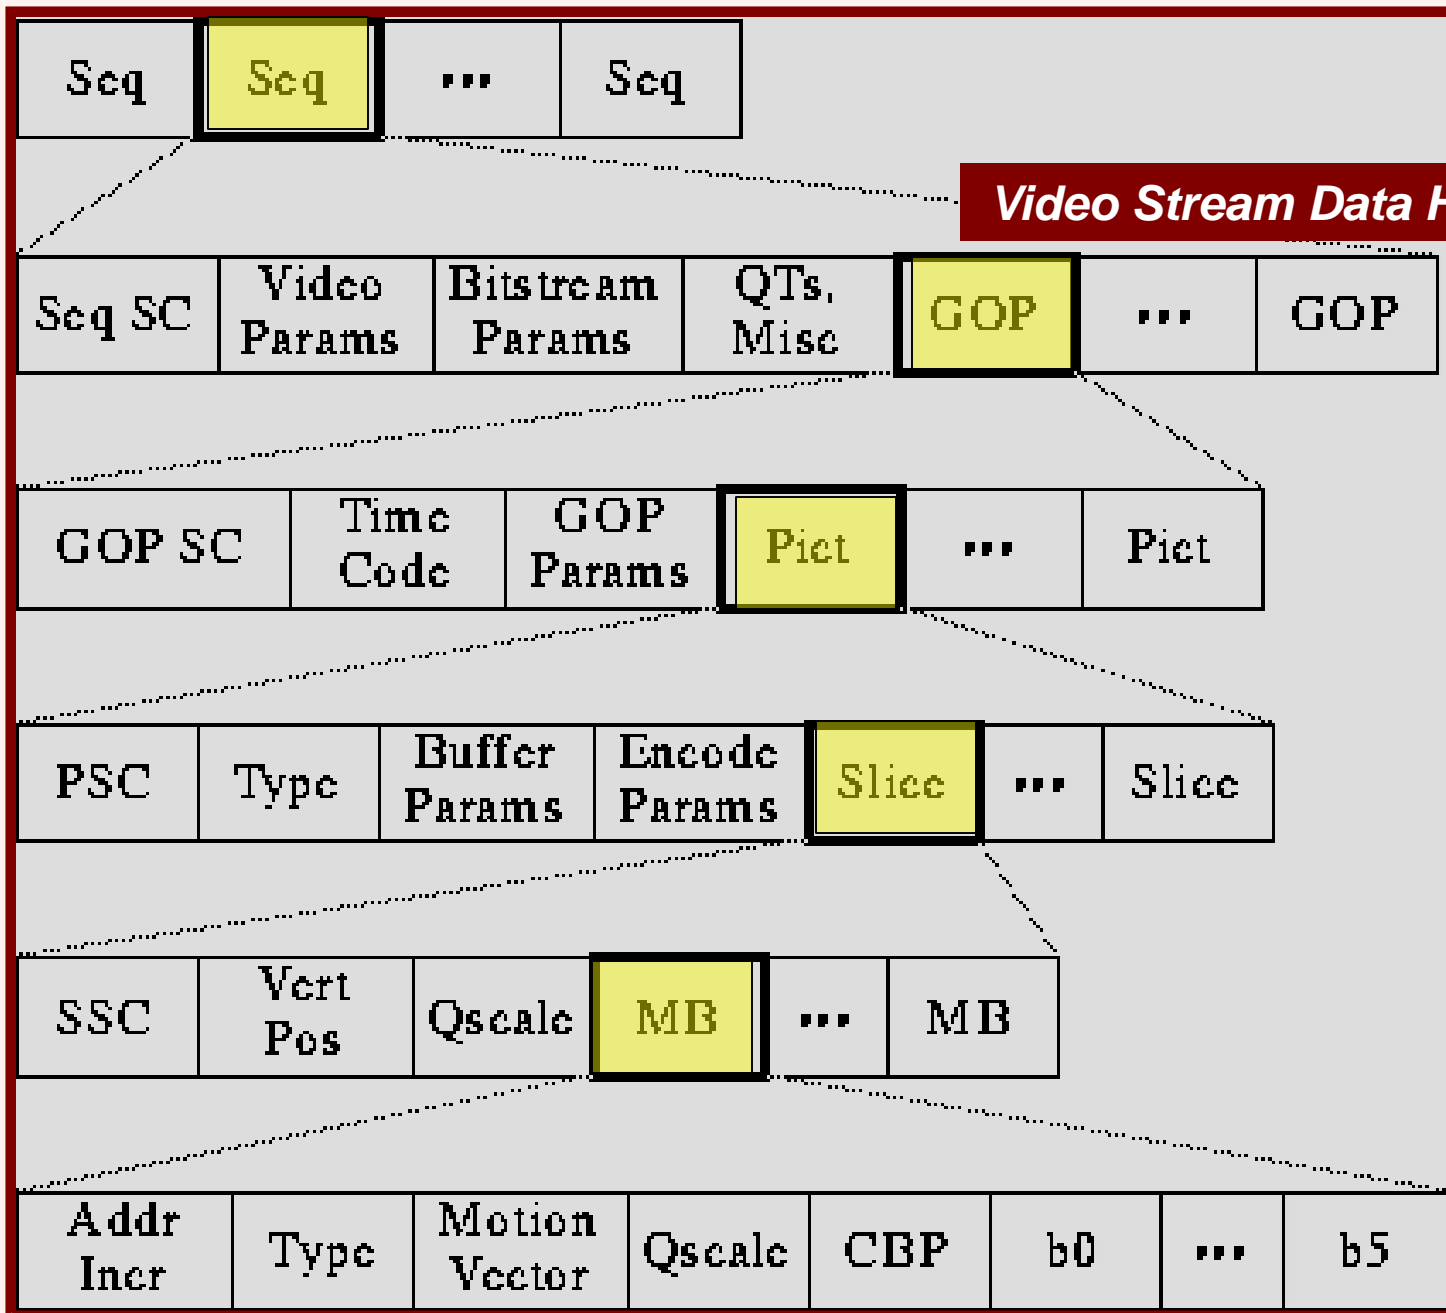 Seq Seq ... Seq
Video Stream Data H
Seq SC Video Params Bitstream Params QTs, Misc GOP ... GOP
GOP SC Time Code GOP Params Pict ... Pict
PSC Type Buffer Params Encode Params Slice ... Slice
SSC Vert Pos Qscale MB ... MB
Addr Incr Type Motion Vector Qscale CBP b0 ... b5